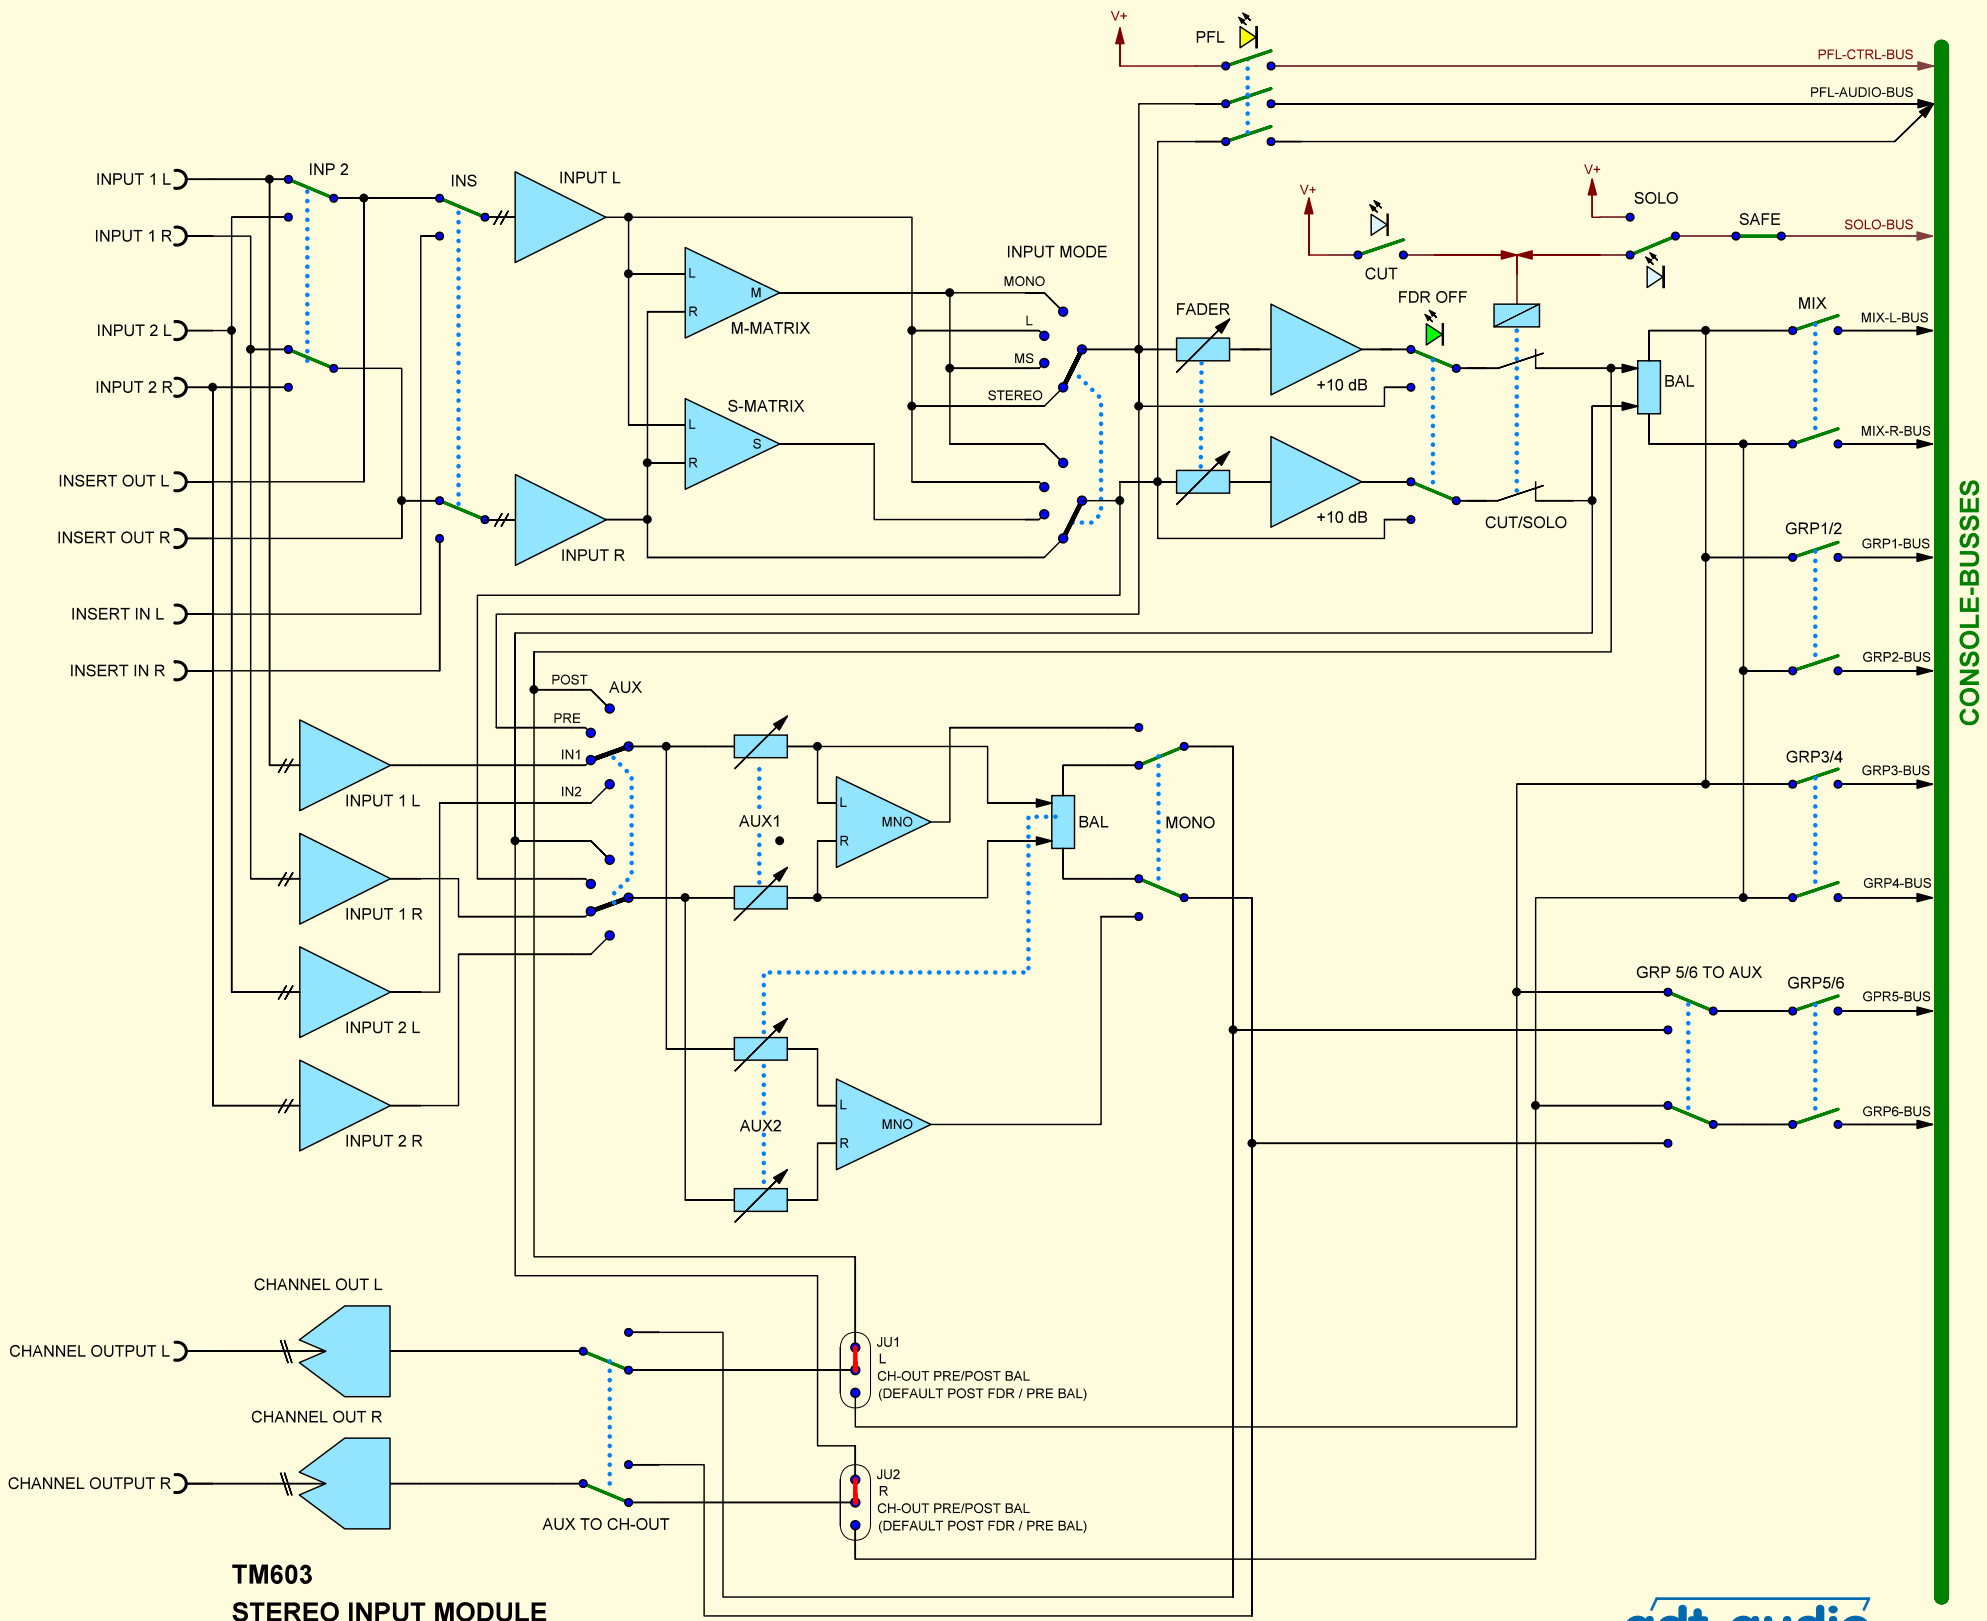 V+
PFL
PFL-CTRL-BUS
PFL-AUDIO-BUS
INPUT 1 L
INP 2
INS
INPUT L
V+
V+
SOLO
SAFE
SOLO-BUS
INPUT 1 R
INPUT MODE
CUT
MONO
L
R
M
M-MATRIX
L
MS
STEREO
FADER
FDR OFF
MIX
MIX-L-BUS
INPUT 2 L
INPUT 2 R
+10 dB
BAL
S-MATRIX
L
S
R
MIX-R-BUS
INSERT OUT L
INSERT OUT R
INPUT R
+10 dB
CUT/SOLO
GRP1/2
GRP1-BUS
CONSOLE-BUSSES
INSERT IN L
INSERT IN R
GRP2-BUS
POST
AUX
PRE
IN1
IN2
INPUT 1 L
AUX1
L
MNO
R
BAL
MONO
GRP3/4
GRP3-BUS
INPUT 1 R
GRP4-BUS
INPUT 2 L
GRP 5/6 TO AUX
GRP5/6
GPR5-BUS
INPUT 2 R
AUX2
L
MNO
R
GRP6-BUS
CHANNEL OUT L
CHANNEL OUTPUT L
JU1
L
CH-OUT PRE/POST BAL
(DEFAULT POST FDR / PRE BAL)
CHANNEL OUT R
CHANNEL OUTPUT R
AUX TO CH-OUT
JU2
R
CH-OUT PRE/POST BAL
(DEFAULT POST FDR / PRE BAL)
TM603
STEREO INPUT MODULE
adt-audio